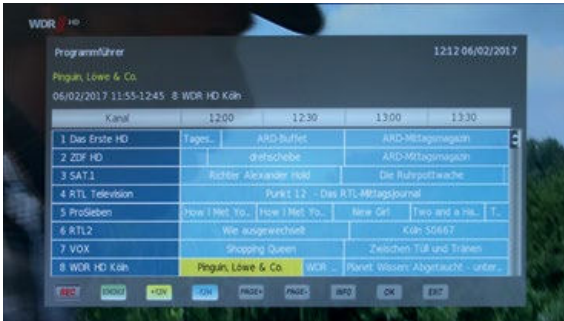 WDR HD
Programmführer 12:12 06/02/2017
Pinguin, Löwe & Co.
06/02/2017 11:55-12:45 8 WDR HD Köln
Kanal 12:00 12:30 13:00 13:30
1 Das Erste HD Tages... ARD-Buffet ARD-Mittagsmagazin
2 ZDF HD drehscheibe ARD-Mittagsmagazin
3 SAT.1 Richter Alexander Hold Die Ruhrpottwache
4 RTL Television Punkt 12 - Das RTL-Mittagsjournal
5 ProSieben How I Met Yo... How I Met Yo... New Girl Two and a Ha... T...
6 RTL2 Wie ausgewechselt Köln 50667
7 VOX Shopping Queen Zwischen Tüll und Tränen
8 WDR HD Köln Pinguin, Löwe & Co. WDR ... Planet Wissen: Abgetaucht - unter...
REC +12V -12H PAGE+ PAGE- INFO OK EXIT